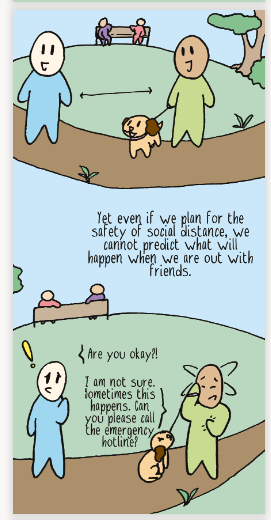 Yet even if we plan for the
safety of social distance, we
cannot predict what will
happen when we are out with
friends.
!
Are you okay?!
I am not sure.
Sometimes this
happens. Can
you please call
the emergency
hotline?